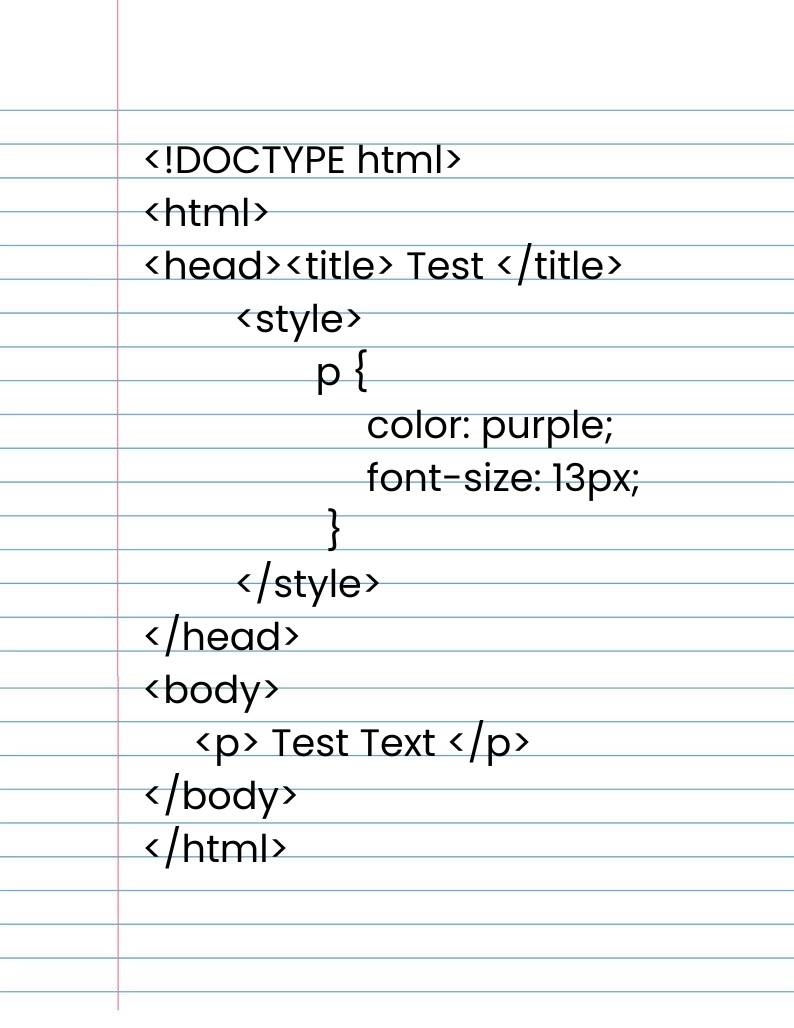 <!DOCTYPE html>
<html>
<head><title> Test </title>
<style>
p {
color: purple;
font-size: 13px;
}
</style>
</head>
<body>
<p> Test Text </p>
</body>
</html>